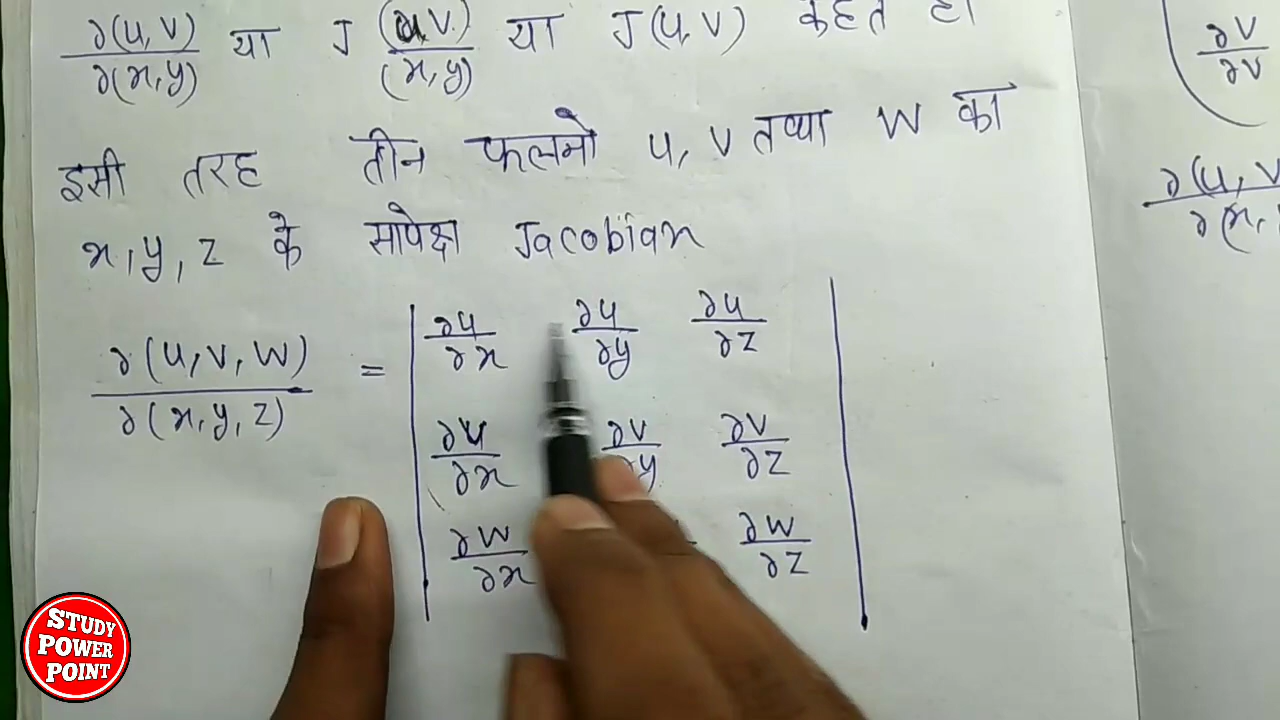 ∂(u,v)/∂(x,y) या J (u,v)/(x,y) या J(u,v) कहते हैं।
इसी तरह तीन फलनो u, v तथा w का
x, y, z के सापेक्ष Jacobian
∂(u,v,w)/∂(x,y,z) = | ∂u/∂x ∂u/∂y ∂u/∂z |
| ∂v/∂x ∂v/∂y ∂v/∂z |
| ∂w/∂x ∂w/∂z |
∂v/∂v
STUDY
POWER
POINT